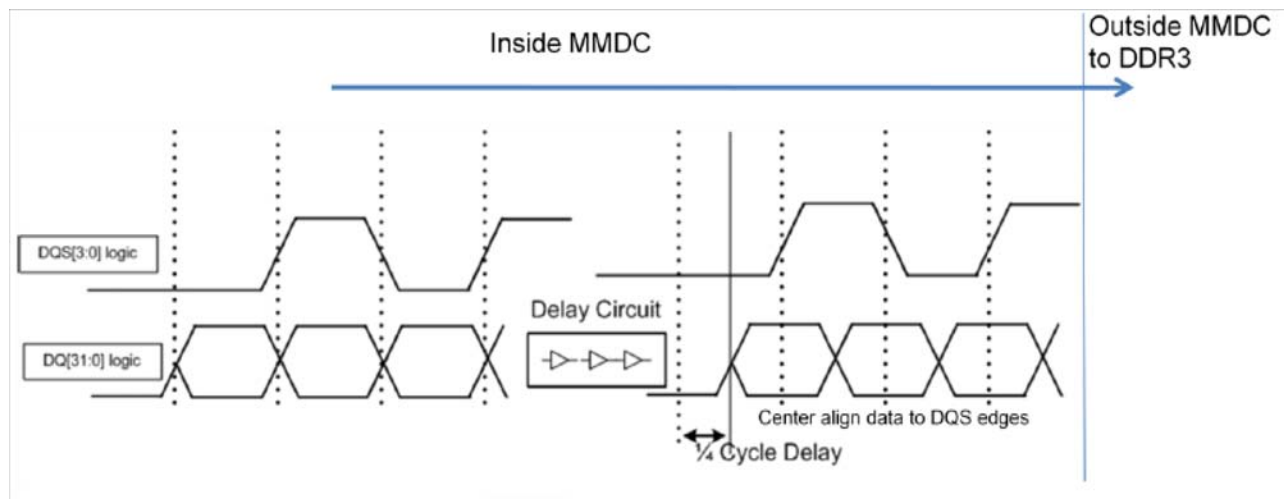 Inside MMDC
Outside MMDC
to DDR3
DQS[3:0] logic
Delay Circuit
DQ[31:0] logic
Center align data to DQS edges
¼ Cycle Delay